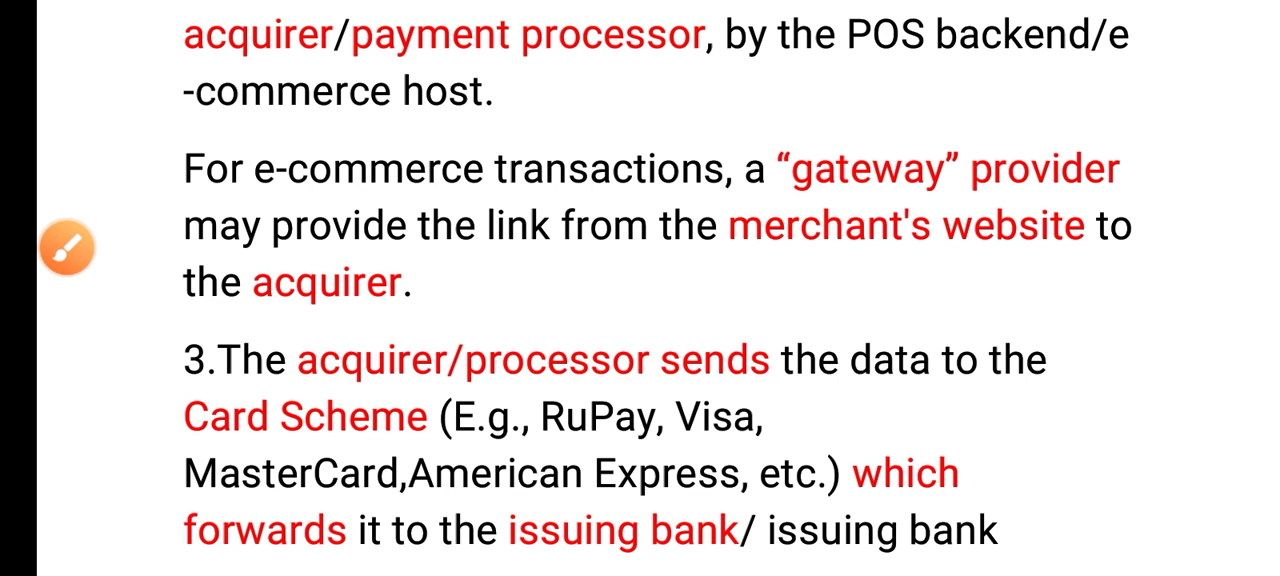 acquirer/payment processor, by the POS backend/e
-commerce host.
For e-commerce transactions, a “gateway” provider
may provide the link from the merchant's website to
the acquirer.
3.The acquirer/processor sends the data to the
Card Scheme (E.g., RuPay, Visa,
MasterCard,American Express, etc.) which
forwards it to the issuing bank/ issuing bank